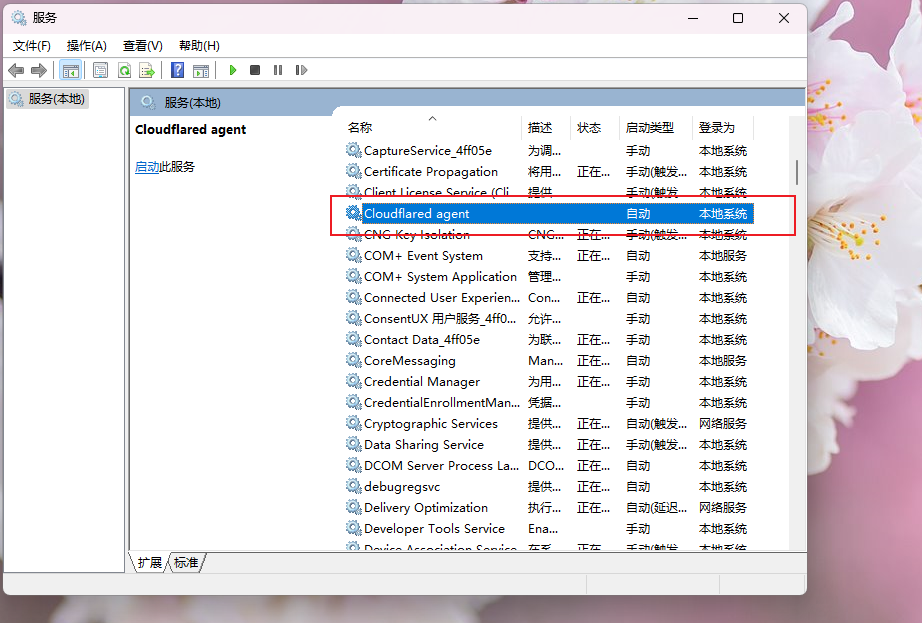 服务
文件(F) 操作(A) 查看(V) 帮助(H)
服务(本地)
服务(本地)
Cloudflared agent
启动此服务
名称 描述 状态 启动类型 登录为
CaptureService_4ff05e 为调... 手动 本地系统
Certificate Propagation 将用... 正在... 手动(触发... 本地系统
Client License Service (Cli... 提供... 手动(触发... 本地系统
Cloudflared agent 自动 本地系统
CNG Key Isolation CNG... 正在... 手动(触发... 本地系统
COM+ Event System 支持... 正在... 自动 本地服务
COM+ System Application 管理... 手动 本地系统
Connected User Experien... Con... 正在... 自动 本地系统
ConsentUX 用户服务_4ff0... 允许... 手动 本地系统
Contact Data_4ff05e 为联... 正在... 手动 本地系统
CoreMessaging Man... 正在... 自动 本地服务
Credential Manager 为用... 正在... 手动 本地系统
CredentialEnrollmentMan... 凭据... 手动 本地系统
Cryptographic Services 提供... 正在... 自动(触发... 网络服务
Data Sharing Service 提供... 正在... 手动(触发... 本地系统
DCOM Server Process La... DCO... 正在... 自动 本地系统
debugregsvc 提供... 正在... 自动 本地系统
Delivery Optimization 执行... 正在... 自动(延迟... 网络服务
Developer Tools Service Ena... 手动 本地系统
Device Association Service 在系... 正在... 手动(触发... 本地系统
扩展 标准